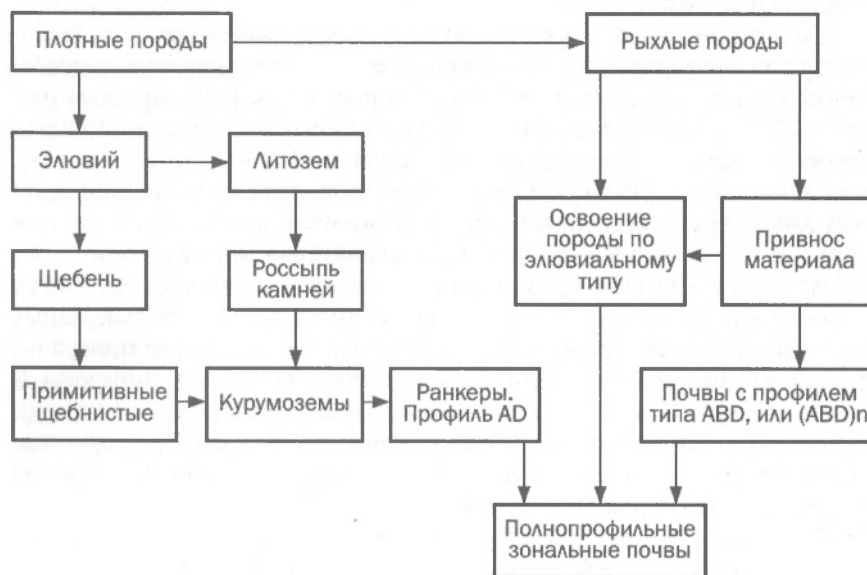 Плотные породы
Рыхлые породы
Элювий
Литозем
Освоение
породы по
элювиальному
типу
Привнос
материала
Щебень
Россыпь
камней
Примитивные
щебнистые
Курумоземы
Ранкеры.
Профиль AD
Почвы с профилем
типа ABD, или (ABD)n
Полнопрофильные
зональные почвы